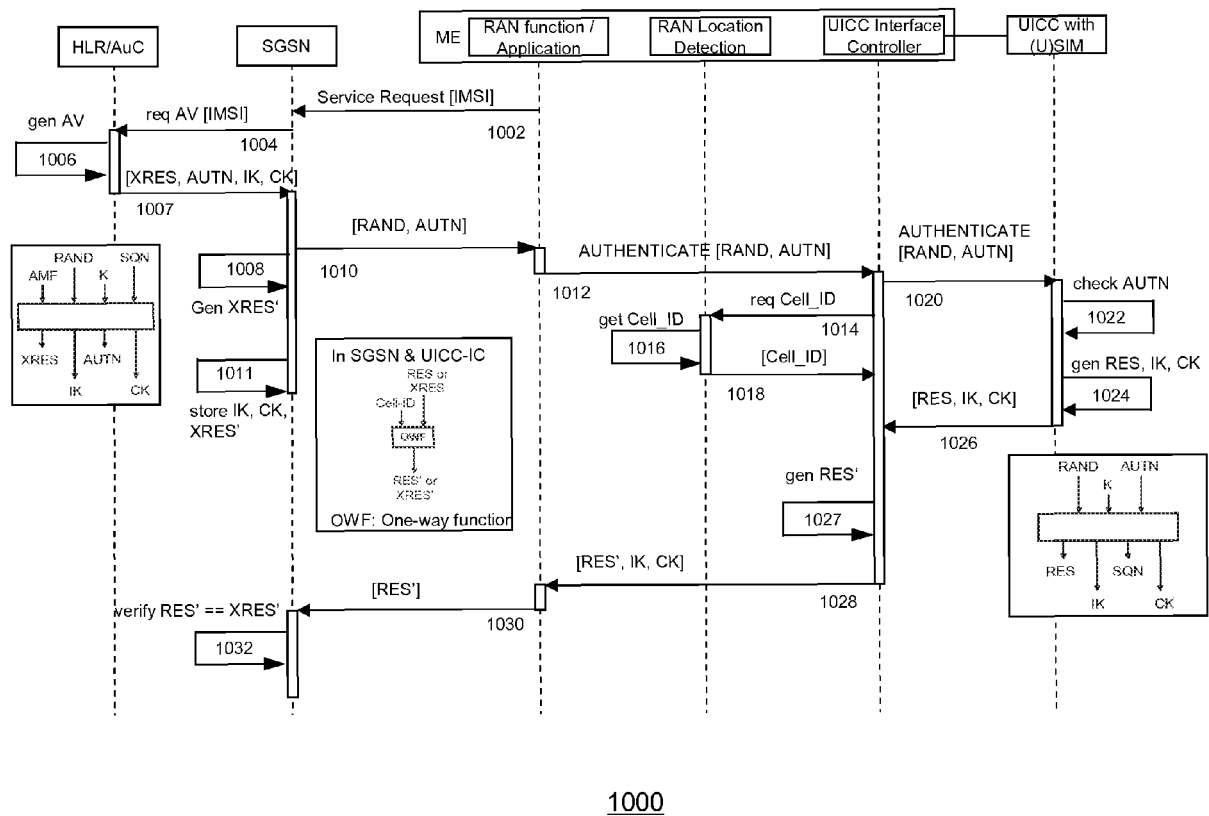 HLR/AuC
SGSN
ME
RAN function /
Application
RAN Location
Detection
UICC Interface
Controller
UICC with
(U)SIM
Service Request [IMSI]
1002
req AV [IMSI]
1004
gen AV
1006
[XRES, AUTN, IK, CK]
1007
[RAND, AUTN]
1010
1008
Gen XRES'
AUTHENTICATE [RAND, AUTN]
1012
AUTHENTICATE
[RAND, AUTN]
1020
check AUTN
1022
req Cell_ID
1014
get Cell_ID
1016
[Cell_ID]
1018
gen RES, IK, CK
1024
[RES, IK, CK]
1026
1011
store IK, CK,
XRES'
RAND
SQN
AMF
K
XRES
AUTN
IK
CK
In SGSN & UICC-IC
RES or
XRES
Cell-ID
OWF
RES' or
XRES'
OWF: One-way function
gen RES'
1027
RAND
AUTN
K
RES
SQN
IK
CK
[RES', IK, CK]
1028
[RES']
1030
verify RES' == XRES'
1032
1000